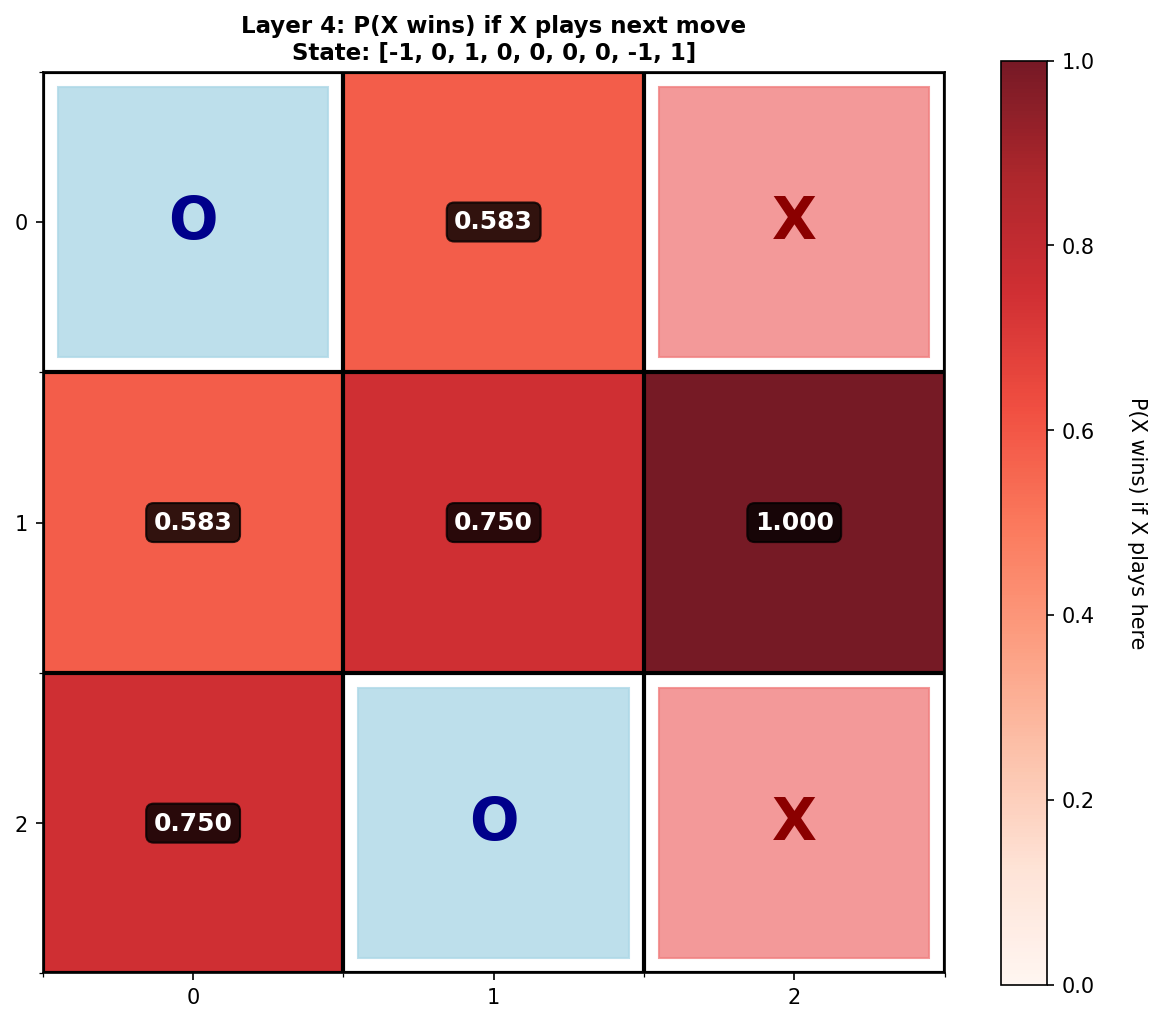 Layer 4: P(X wins) if X plays next move
State: [-1, 0, 1, 0, 0, 0, 0, -1, 1]
1.0
0.8
0.6
0.4
0.2
0.0
P(X wins) if X plays here
0
O
0.583
X
1
0.583
0.750
1.000
2
0.750
O
X
0
1
2